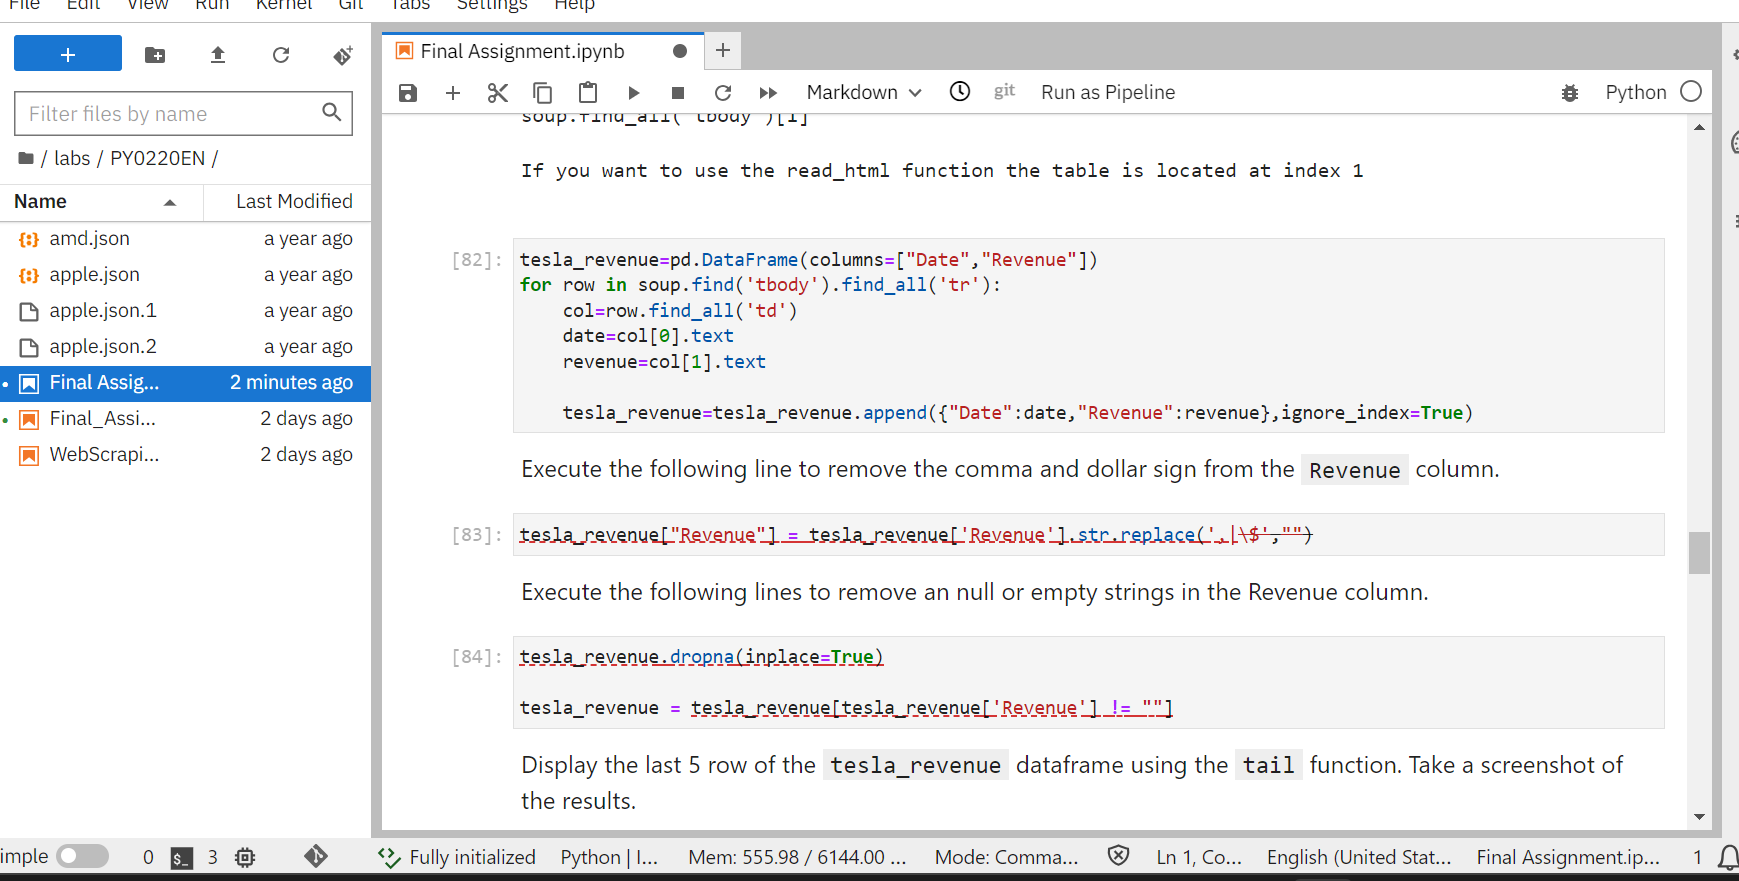 File Edit View Run Kernel Git Tabs Settings Help
Filter files by name
/ labs / PY0220EN /
Name Last Modified
amd.json a year ago
apple.json a year ago
apple.json.1 a year ago
apple.json.2 a year ago
Final Assig... 2 minutes ago
Final_Assi... 2 days ago
WebScrapi... 2 days ago
Final Assignment.ipynb
Markdown git Run as Pipeline Python
soup.find_all("tbody")[1]
If you want to use the read_html function the table is located at index 1
[82]:
tesla_revenue=pd.DataFrame(columns=["Date","Revenue"])
for row in soup.find('tbody').find_all('tr'):
    col=row.find_all('td')
    date=col[0].text
    revenue=col[1].text
    tesla_revenue=tesla_revenue.append({"Date":date,"Revenue":revenue},ignore_index=True)
Execute the following line to remove the comma and dollar sign from the Revenue column.
[83]:
tesla_revenue["Revenue"] = tesla_revenue['Revenue'].str.replace(',|\$',"")
Execute the following lines to remove an null or empty strings in the Revenue column.
[84]:
tesla_revenue.dropna(inplace=True)
tesla_revenue = tesla_revenue[tesla_revenue['Revenue'] != ""]
Display the last 5 row of the tesla_revenue dataframe using the tail function. Take a screenshot of
the results.
imple 0 $_ 3 Fully initialized Python | I... Mem: 555.98 / 6144.00 ... Mode: Comma... Ln 1, Co... English (United Stat... Final Assignment.ip... 1